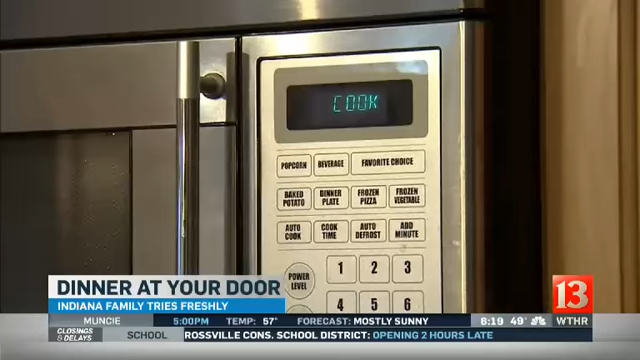 13
COOK
POPCORN BEVERAGE FAVORITE CHOICE
BAKED POTATO DINNER PLATE FROZEN PIZZA FROZEN VEGETABLE
AUTO COOK COOK TIME AUTO DEFROST ADD MINUTE
POWER LEVEL 1 2 3
4 5 6
DINNER AT YOUR DOOR
INDIANA FAMILY TRIES FRESHLY
13
MUNCIE 5:00PM TEMP: 57° FORECAST: MOSTLY SUNNY 6:19 49° WTHR
CLOSINGS & DELAYS SCHOOL ROSSVILLE CONS. SCHOOL DISTRICT: OPENING 2 HOURS LATE